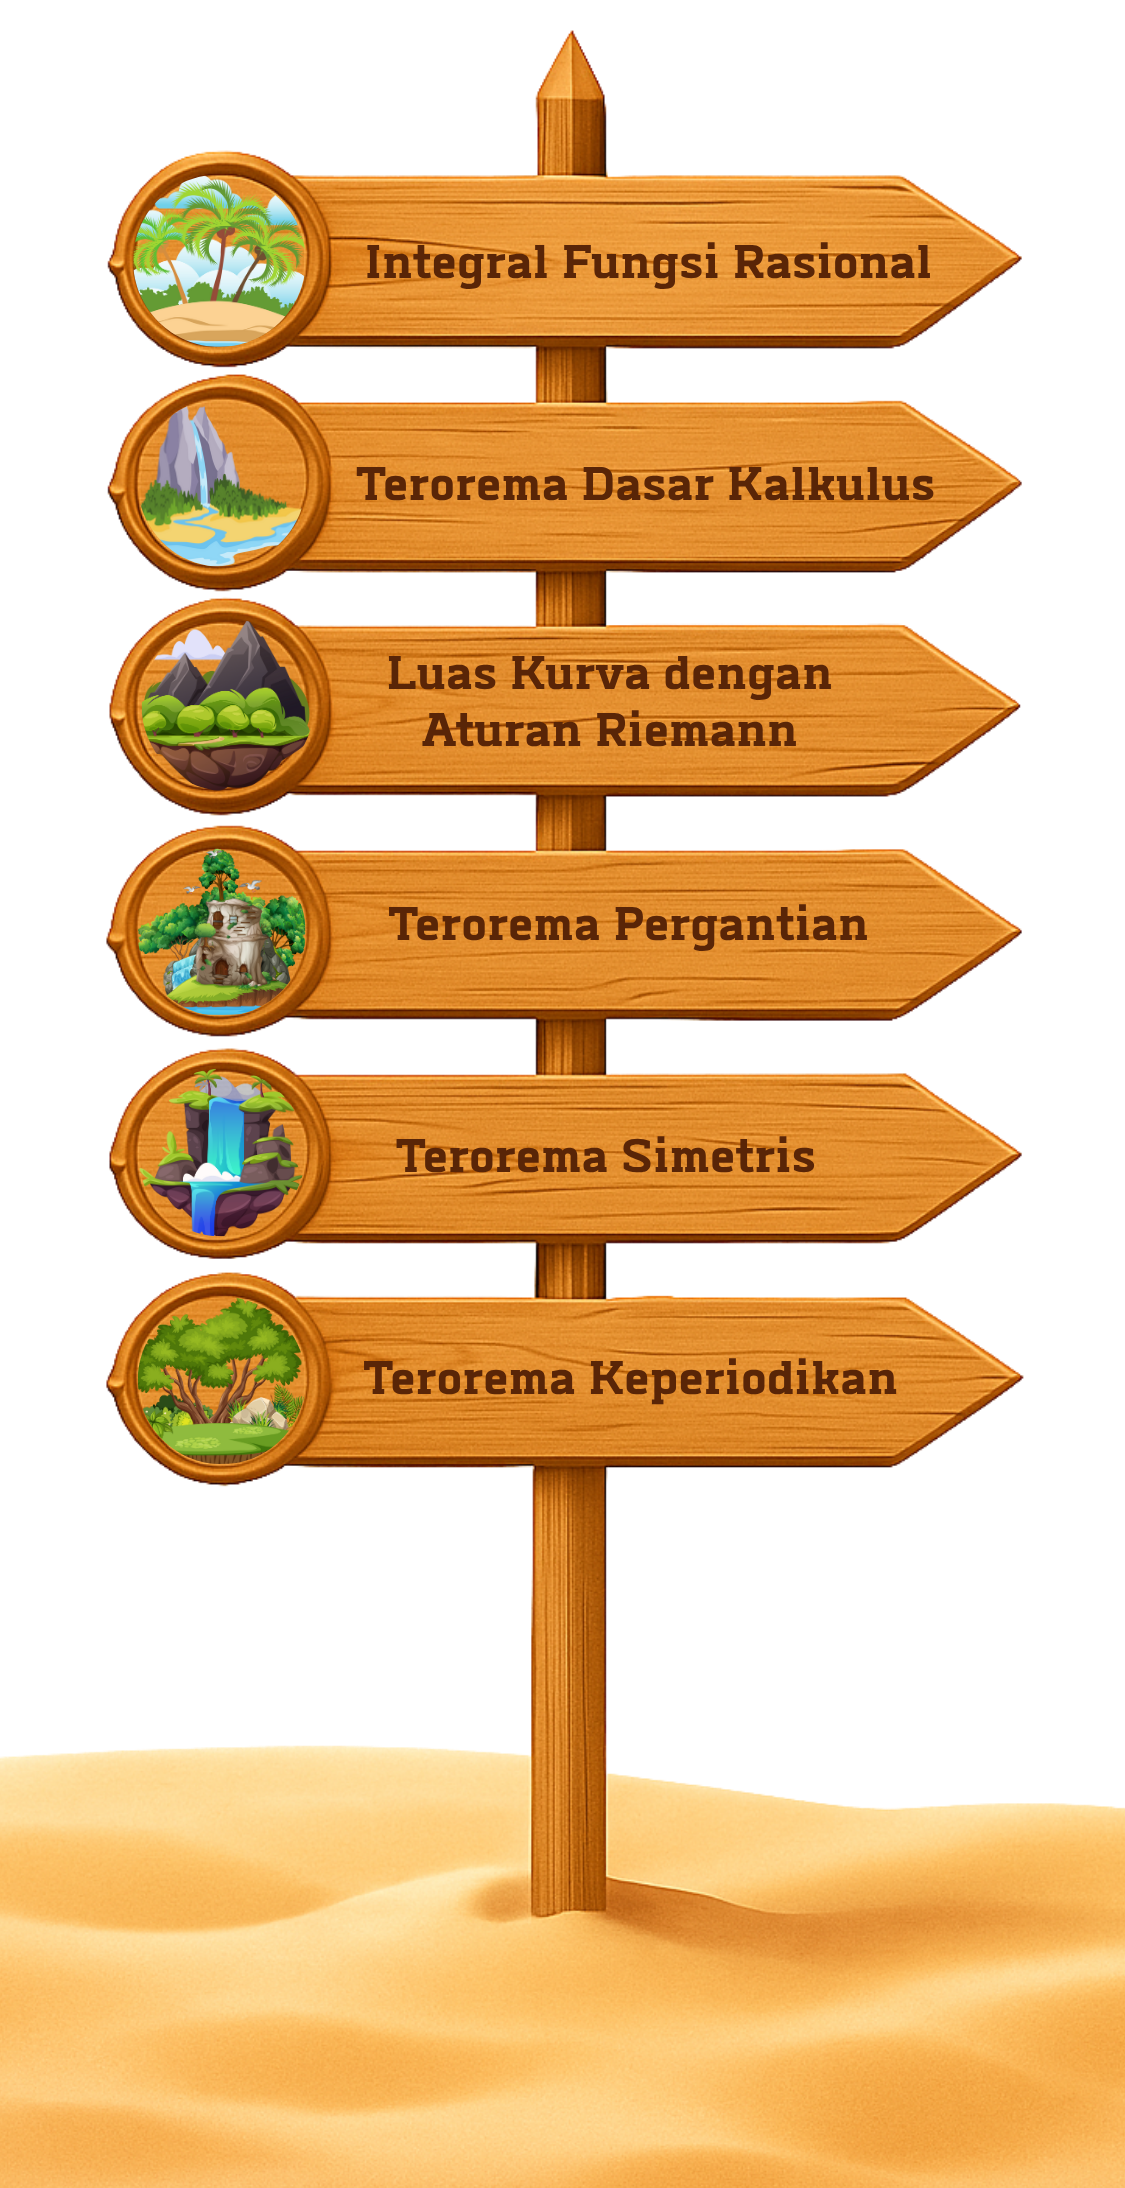 Integral Fungsi Rasional
Terorema Dasar Kalkulus
Luas Kurva dengan
Aturan Riemann
Terorema Pergantian
Terorema Simetris
Terorema Keperiodikan